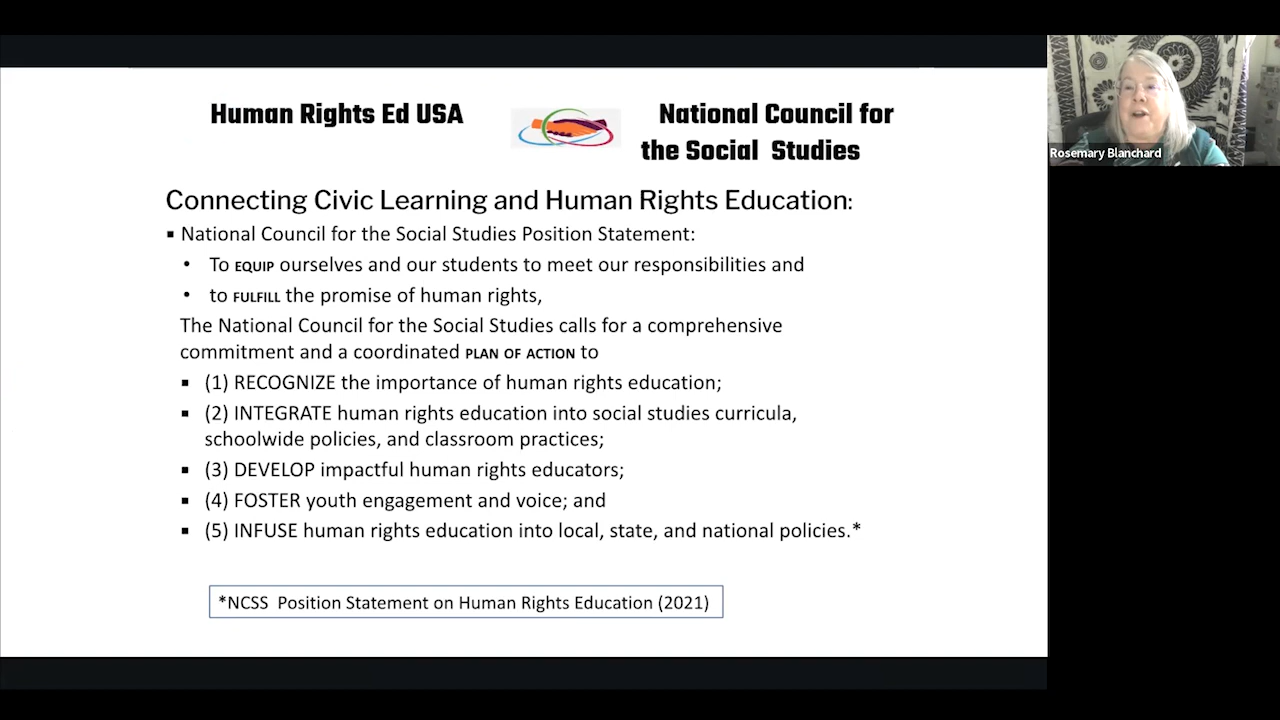 Human Rights Ed USA
National Council for
the Social Studies
Connecting Civic Learning and Human Rights Education:
▪ National Council for the Social Studies Position Statement:
• To EQUIP ourselves and our students to meet our responsibilities and
• to FULFILL the promise of human rights,
The National Council for the Social Studies calls for a comprehensive
commitment and a coordinated PLAN OF ACTION to
▪ (1) RECOGNIZE the importance of human rights education;
▪ (2) INTEGRATE human rights education into social studies curricula,
schoolwide policies, and classroom practices;
▪ (3) DEVELOP impactful human rights educators;
▪ (4) FOSTER youth engagement and voice; and
▪ (5) INFUSE human rights education into local, state, and national policies.*
*NCSS Position Statement on Human Rights Education (2021)
Rosemary Blanchard